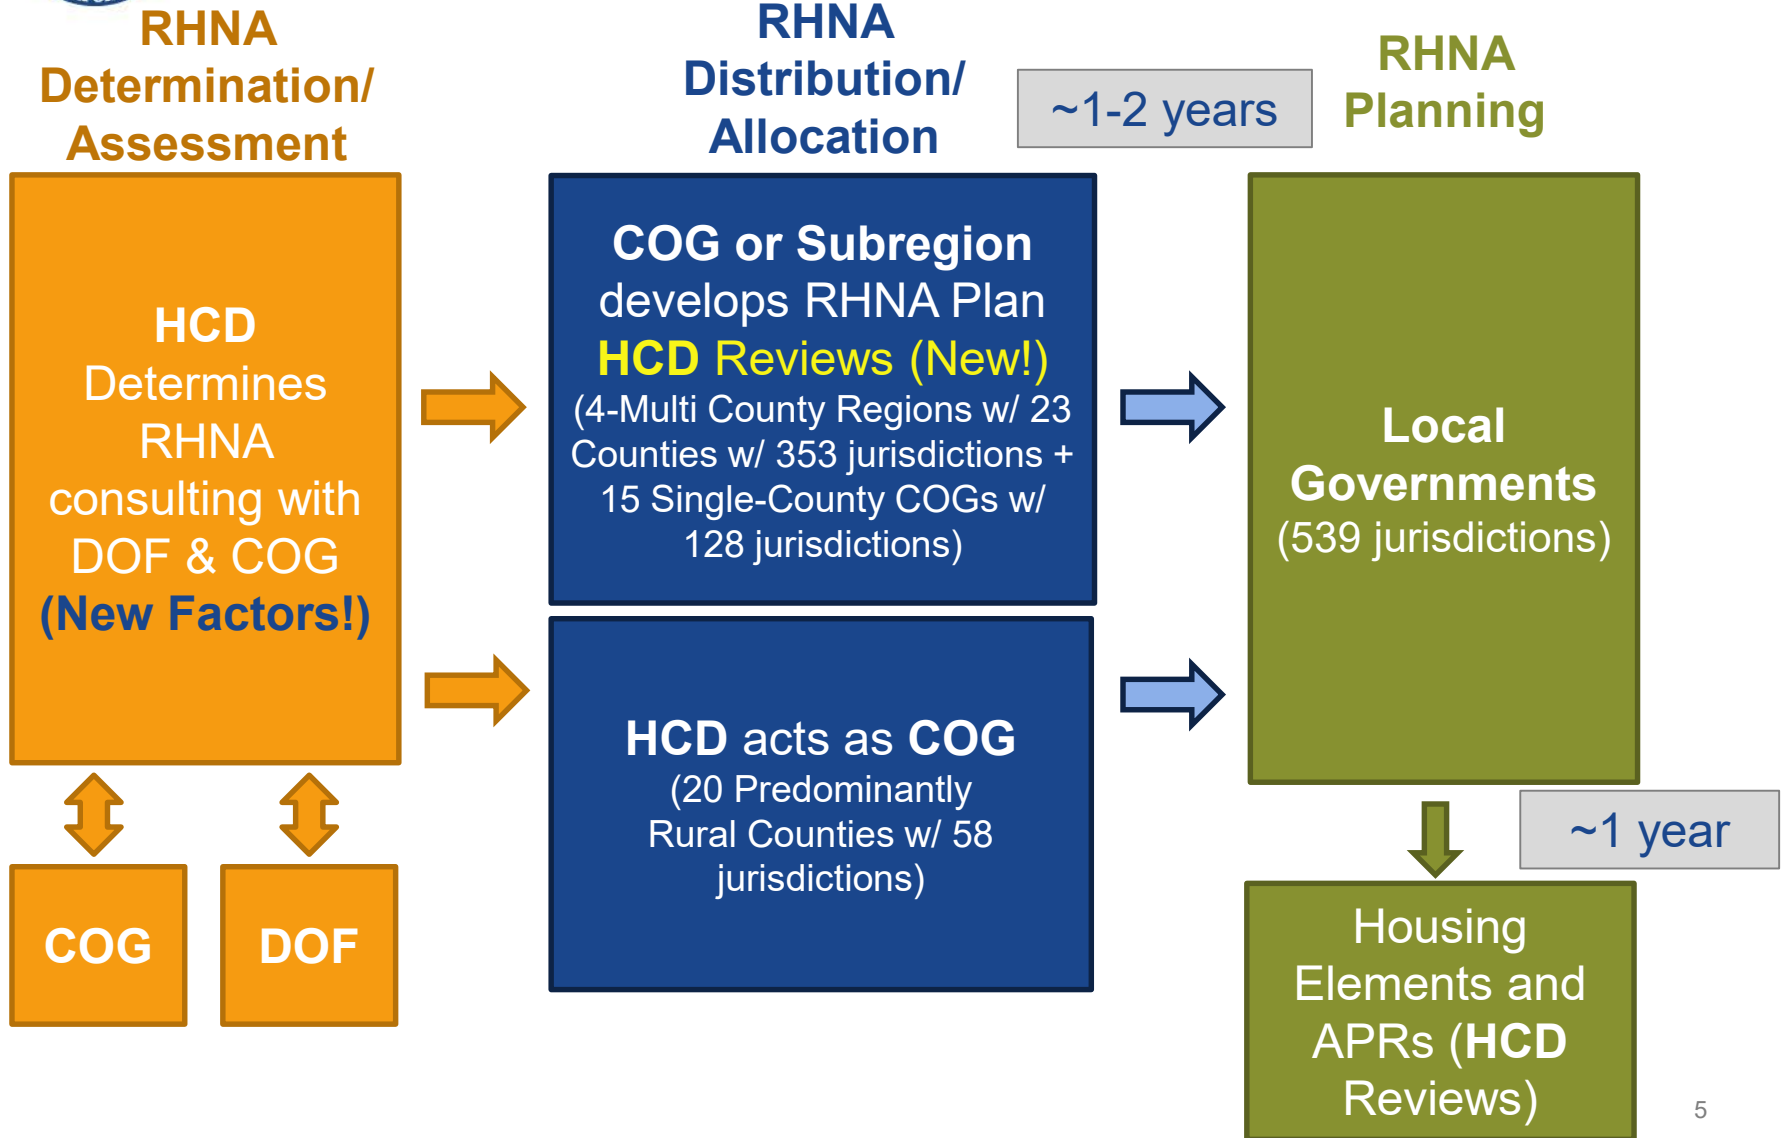 RHNA
Determination/
Assessment
HCD
Determines
RHNA
consulting with
DOF & COG
(New Factors!)
COG
DOF
RHNA
Distribution/
Allocation
~1-2 years
COG or Subregion
develops RHNA Plan
HCD Reviews (New!)
(4-Multi County Regions w/ 23
Counties w/ 353 jurisdictions +
15 Single-County COGs w/
128 jurisdictions)
HCD acts as COG
(20 Predominantly
Rural Counties w/ 58
jurisdictions)
RHNA
Planning
Local
Governments
(539 jurisdictions)
~1 year
Housing
Elements and
APRs (HCD
Reviews)
5